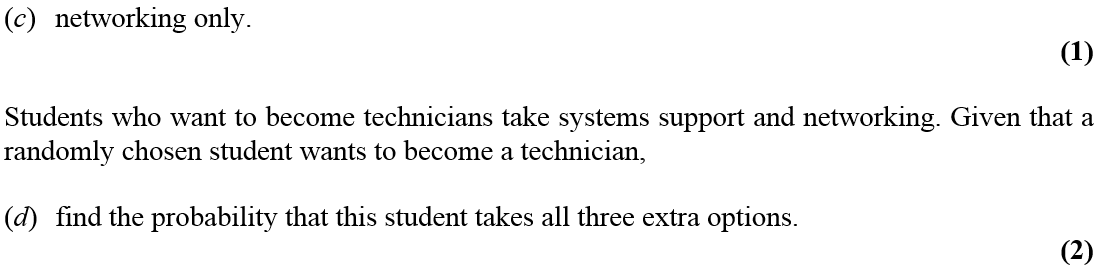 (c) networking only.
(1)
Students who want to become technicians take systems support and networking. Given that a
randomly chosen student wants to become a technician,
(d) find the probability that this student takes all three extra options.
(2)